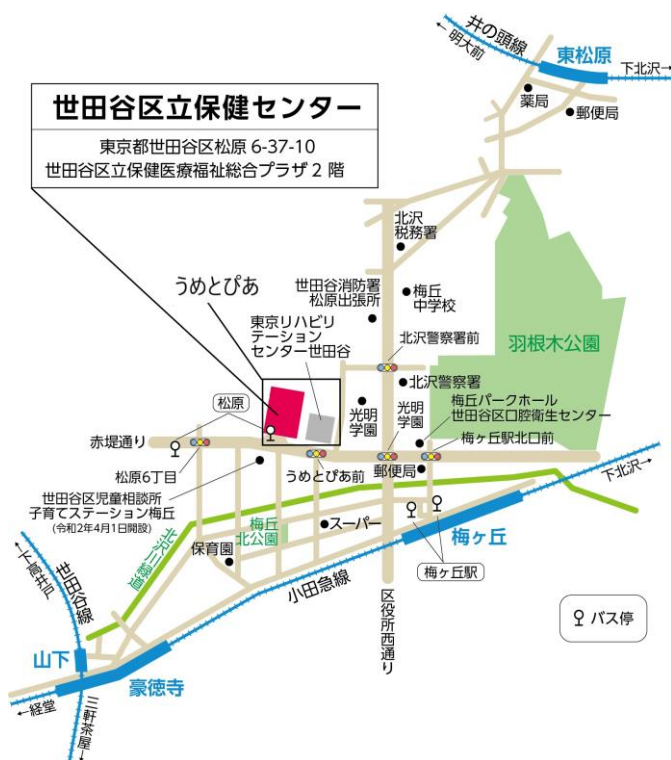 井の頭線
←明大前
東松原
下北沢→
薬局
郵便局
世田谷区立保健センター
東京都世田谷区松原 6-37-10
世田谷区立保健医療福祉総合プラザ 2 階
北沢
税務署
うめとぴあ
世田谷消防署
松原出張所
梅丘
中学校
東京リハビリ
テーション
センター世田谷
北沢警察署前
羽根木公園
北沢警察署
松原
光明
学園
光明
学園
梅丘パークホール
世田谷区口腔衛生センター
赤堤通り
梅ヶ丘駅北口前
松原6丁目
うめとぴあ前
郵便局
下北沢→
世田谷区児童相談所
子育てステーション梅丘
(令和2年4月1日開設)
梅丘
北公園
スーパー
梅ヶ丘
北沢川緑道
保育園
←下高井戸
世田谷線
小田急線
梅ヶ丘駅
区役所西通り
バス停
山下
豪徳寺
←経堂
三軒茶屋→